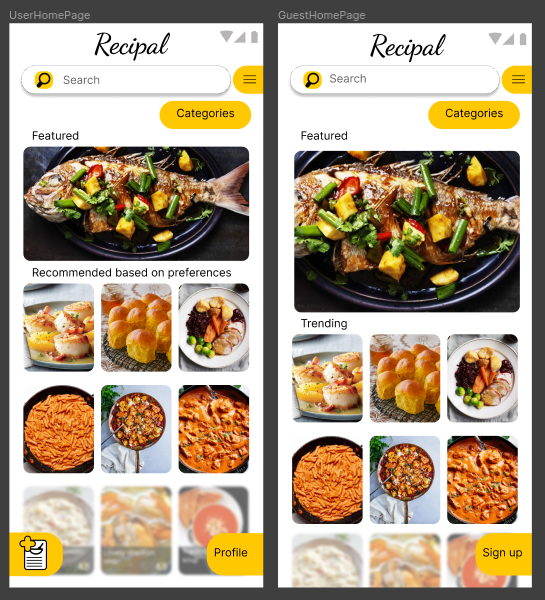 UserHomePage
Recipal
Search
Categories
Featured
Recommended based on preferences
Profile
GuestHomePage
Recipal
Search
Categories
Featured
Trending
Sign up